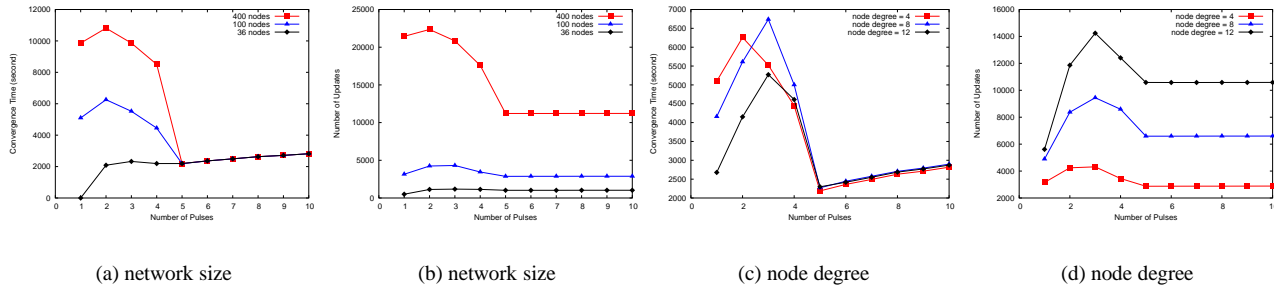 Convergence Time (second)
12000
10000
8000
6000
4000
2000
0
400 nodes
100 nodes
36 nodes
0 1 2 3 4 5 6 7 8 9 10
Number of Pulses
(a) network size
Number of Updates
25000
20000
15000
10000
5000
0
400 nodes
100 nodes
36 nodes
0 1 2 3 4 5 6 7 8 9 10
Number of Pulses
(b) network size
Convergence Time (second)
7000
6500
6000
5500
5000
4500
4000
3500
3000
2500
2000
node degree = 4
node degree = 8
node degree = 12
0 2 4 6 8 10
Number of Pulses
(c) node degree
Number of Updates
16000
14000
12000
10000
8000
6000
4000
2000
node degree = 4
node degree = 8
node degree = 12
0 2 4 6 8 10
Number of Pulses
(d) node degree